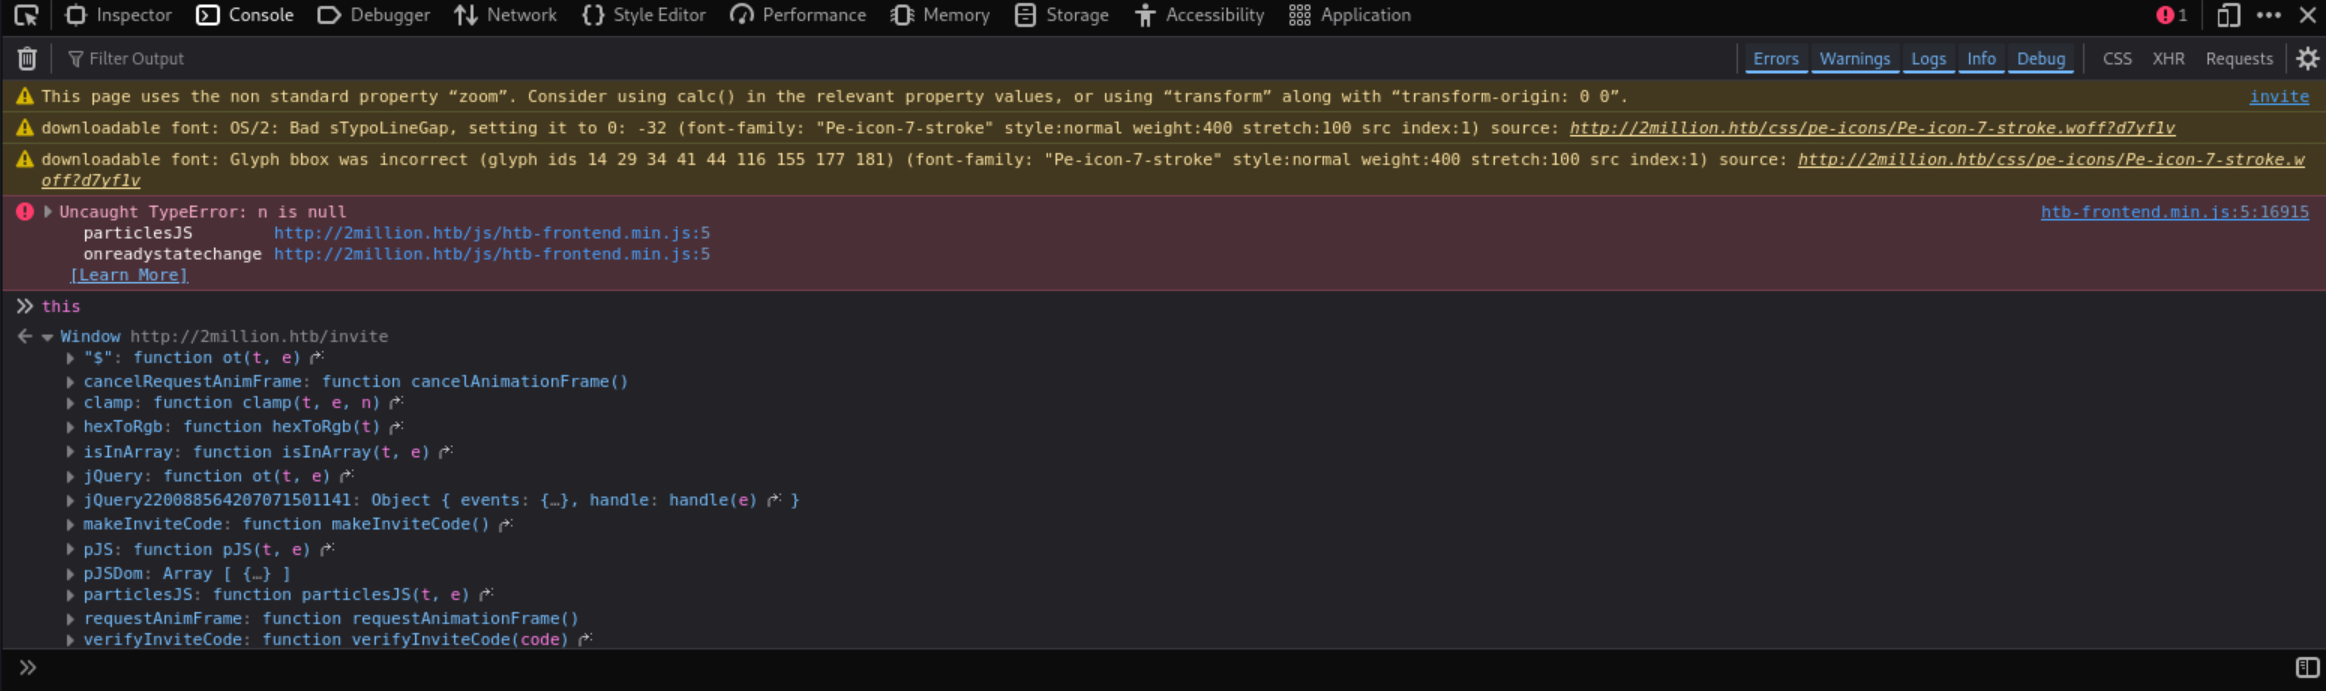 Inspector Console Debugger Network Style Editor Performance Memory Storage Accessibility Application 1
Filter Output Errors Warnings Logs Info Debug CSS XHR Requests
This page uses the non standard property “zoom”. Consider using calc() in the relevant property values, or using “transform” along with “transform-origin: 0 0”. invite
downloadable font: OS/2: Bad sTypoLineGap, setting it to 0: -32 (font-family: "Pe-icon-7-stroke" style:normal weight:400 stretch:100 src index:1) source: http://2million.htb/css/pe-icons/Pe-icon-7-stroke.woff?d7yf1v
downloadable font: Glyph bbox was incorrect (glyph ids 14 29 34 41 44 116 155 177 181) (font-family: "Pe-icon-7-stroke" style:normal weight:400 stretch:100 src index:1) source: http://2million.htb/css/pe-icons/Pe-icon-7-stroke.w
off?d7yf1v
Uncaught TypeError: n is null htb-frontend.min.js:5:16915
particlesJS http://2million.htb/js/htb-frontend.min.js:5
onreadystatechange http://2million.htb/js/htb-frontend.min.js:5
[Learn More]
this
Window http://2million.htb/invite
"$": function ot(t, e)
cancelRequestAnimFrame: function cancelAnimationFrame()
clamp: function clamp(t, e, n)
hexToRgb: function hexToRgb(t)
isInArray: function isInArray(t, e)
jQuery: function ot(t, e)
jQuery220088564207071501141: Object { events: {…}, handle: handle(e) }
makeInviteCode: function makeInviteCode()
pJS: function pJS(t, e)
pJSDom: Array [ {…} ]
particlesJS: function particlesJS(t, e)
requestAnimFrame: function requestAnimationFrame()
verifyInviteCode: function verifyInviteCode(code)